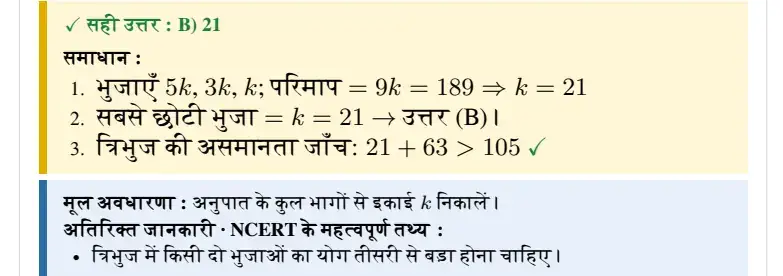 ✓ सही उत्तर : B) 21
समाधान :
1. भुजाएँ 5k, 3k, k; परिमाप = 9k = 189 ⇒ k = 21
2. सबसे छोटी भुजा = k = 21 → उत्तर (B)।
3. त्रिभुज की असमानता जाँच: 21 + 63 > 105 ✓
मूल अवधारणा : अनुपात के कुल भागों से इकाई k निकालें।
अतिरिक्त जानकारी · NCERT के महत्वपूर्ण तथ्य :
• त्रिभुज में किसी दो भुजाओं का योग तीसरी से बड़ा होना चाहिए।